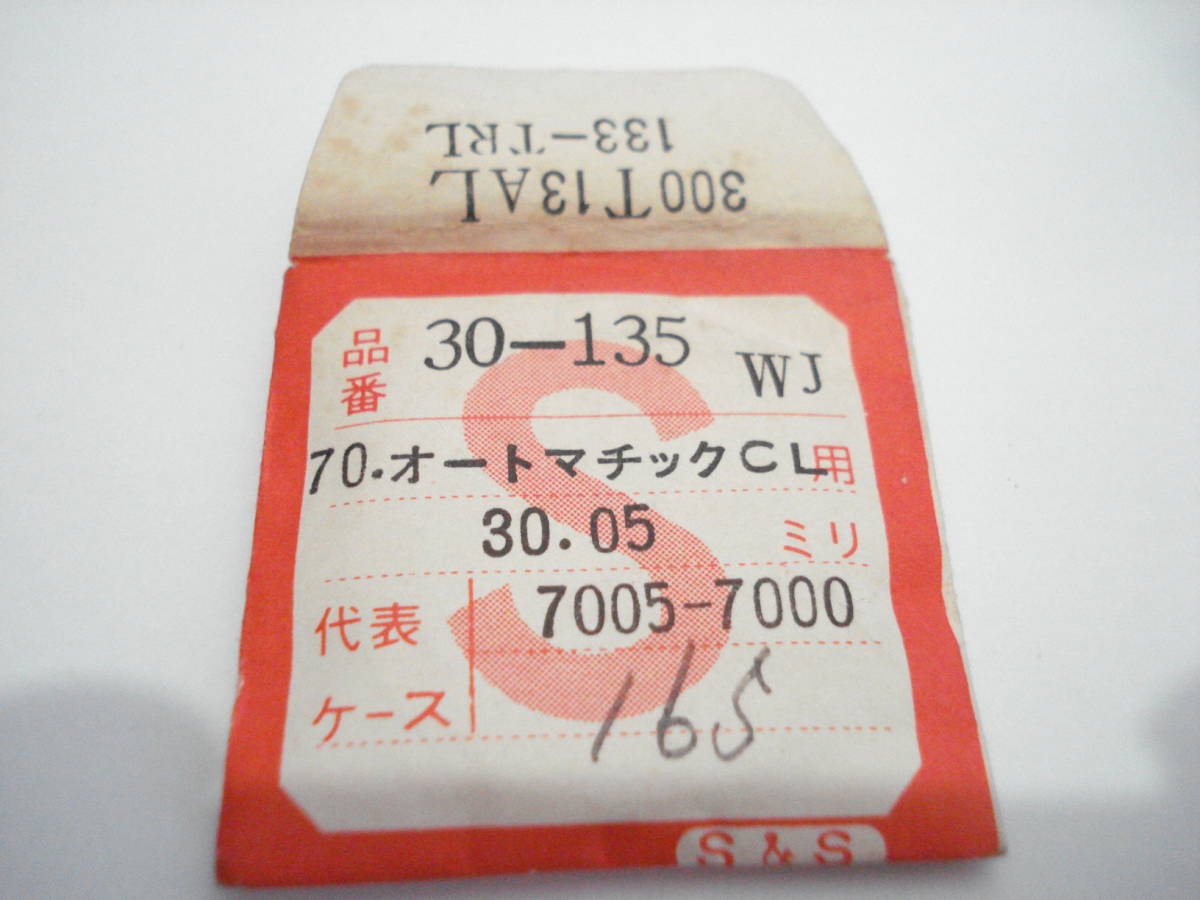 133-TRL
300T13AL
品番 30-135 WJ
70.オートマチックCL用
30.05 ミリ
代表ケース 7005-7000
165
S & S